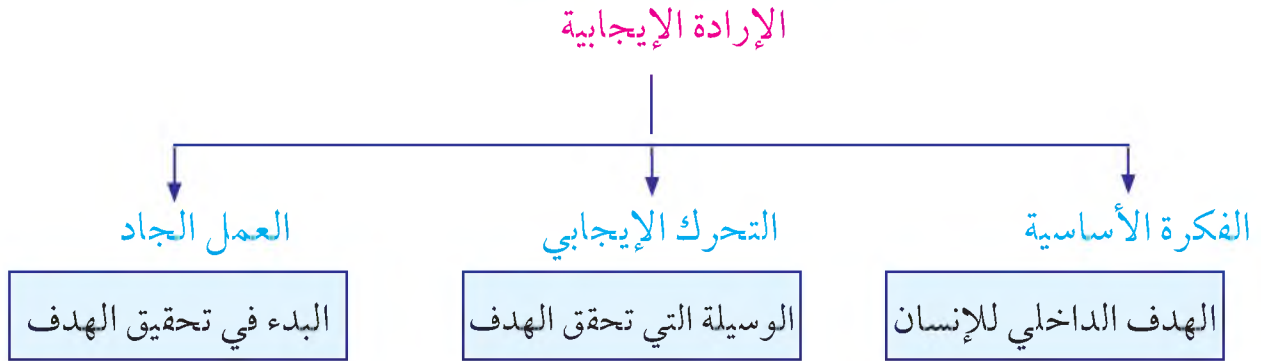 الإرادة الإيجابية
الفكرة الأساسية
التحرك الإيجابي
العمل الجاد
الهدف الداخلي للإنسان
الوسيلة التي تحقق الهدف
البدء في تحقيق الهدف